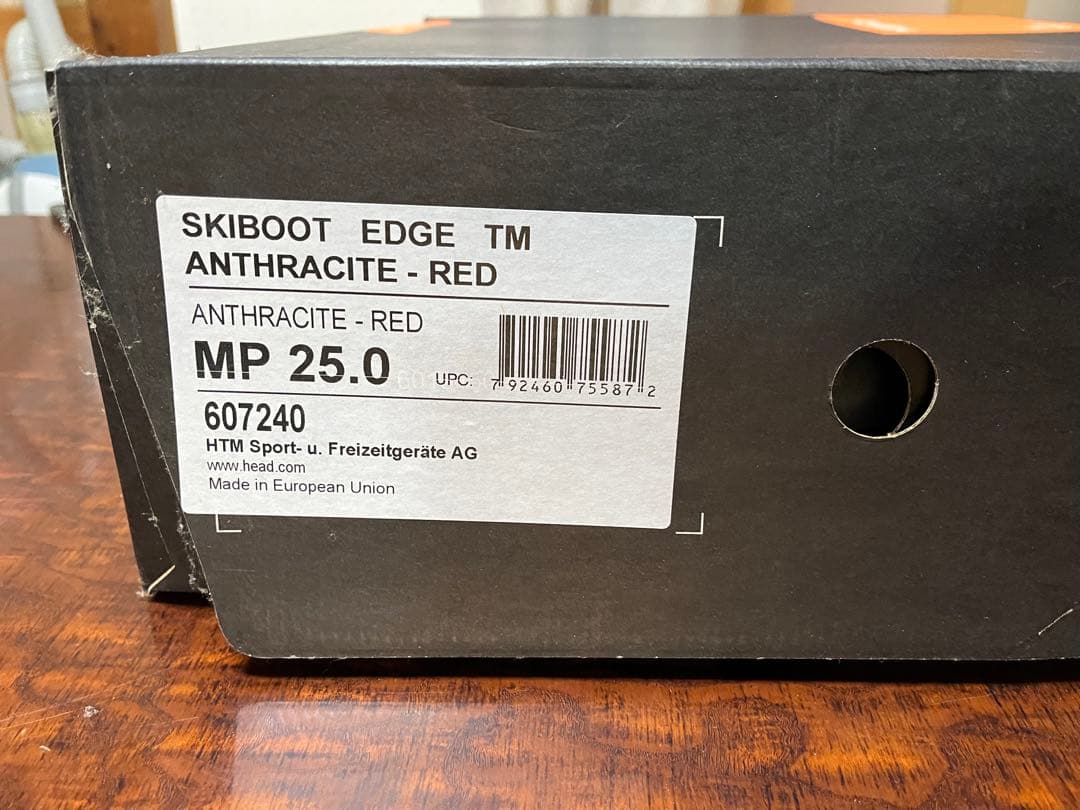 SKIBOOT EDGE TM
ANTHRACITE - RED
ANTHRACITE - RED
MP 25.0
UPC: 7 92460 75587 2
607240
HTM Sport- u. Freizeitgeräte AG
www.head.com
Made in European Union